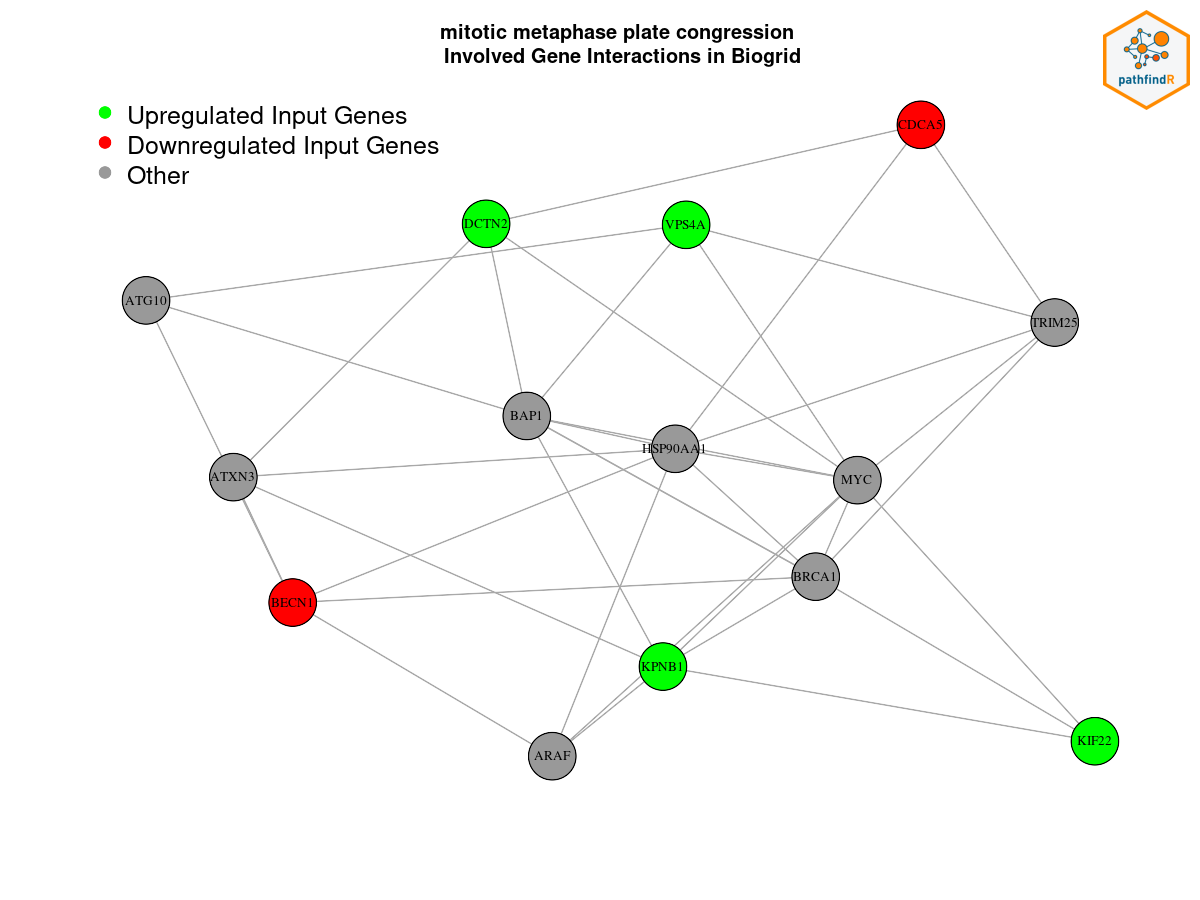 mitotic metaphase plate congression
Involved Gene Interactions in Biogrid
pathfindR
Upregulated Input Genes
Downregulated Input Genes
Other
CDCA5
DCTN2
VPS4A
ATG10
TRIM25
BAP1
HSP90AA1
ATXN3
MYC
BRCA1
BECN1
KPNB1
KIF22
ARAF